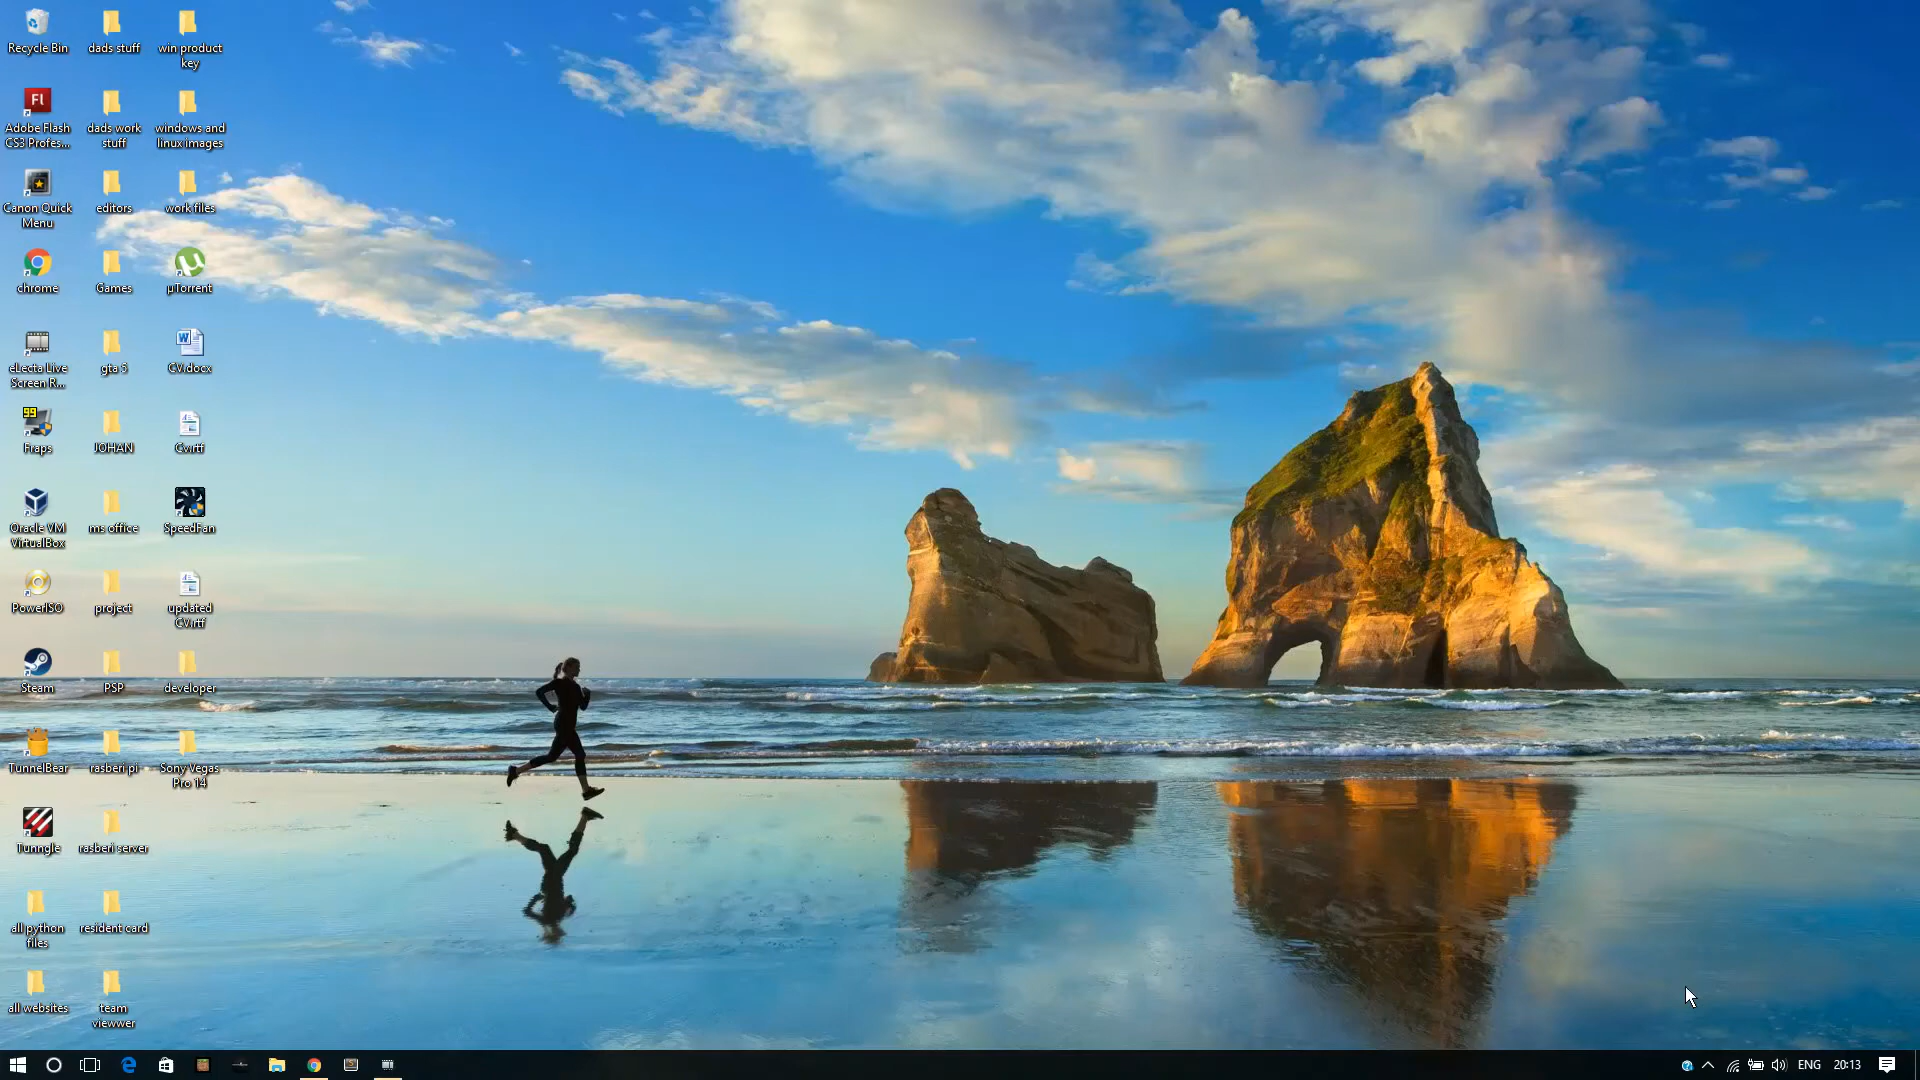 Recycle Bin
dads stuff
win product
key
Fl
Adobe Flash
CS3 Profes...
dads work
stuff
windows and
linux images
Canon Quick
Menu
editors
work files
chrome
Games
µTorrent
eLecta Live
Screen R...
gta 5
W
CV.docx
99
Fraps
JOHAN
Cv.rtf
Oracle VM
VirtualBox
ms office
SpeedFan
PowerISO
project
updated
CV.rtf
Steam
PSP
developer
TunnelBear
rasberi pi
Sony Vegas
Pro 14
Tunngle
rasberi server
all python
files
resident card
all websites
team
viewwer
ENG
20:13